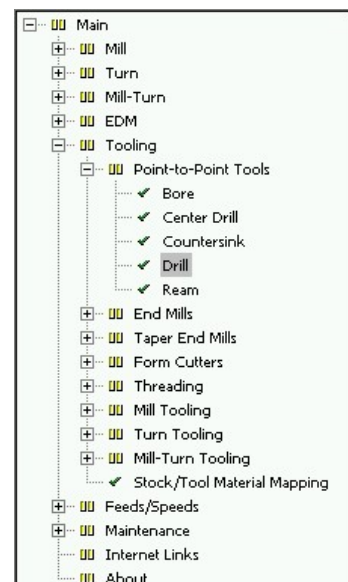 Main
Mill
Turn
Mill-Turn
EDM
Tooling
Point-to-Point Tools
Bore
Center Drill
Countersink
Drill
Ream
End Mills
Taper End Mills
Form Cutters
Threading
Mill Tooling
Turn Tooling
Mill-Turn Tooling
Stock/Tool Material Mapping
Feeds/Speeds
Maintenance
Internet Links
About